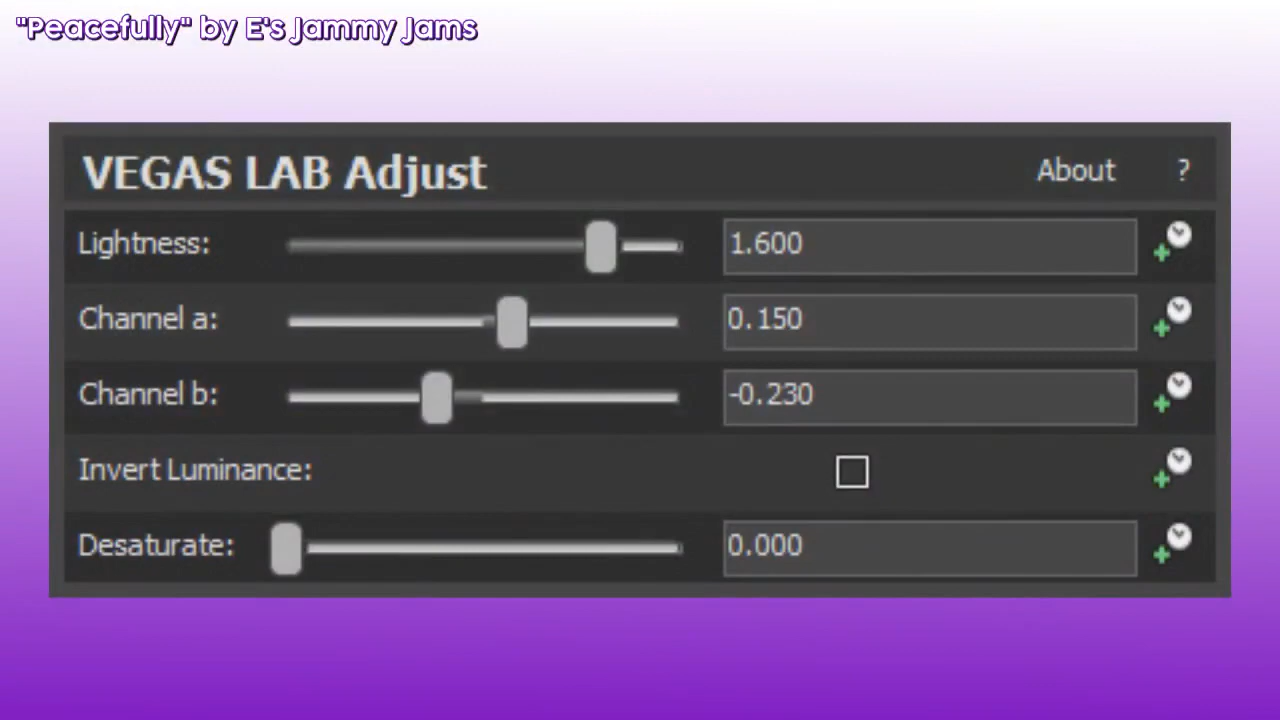 "Peacefully" by E's Jammy Jams
VEGAS LAB Adjust About ?
Lightness: 1.600
Channel a: 0.150
Channel b: -0.230
Invert Luminance:
Desaturate: 0.000